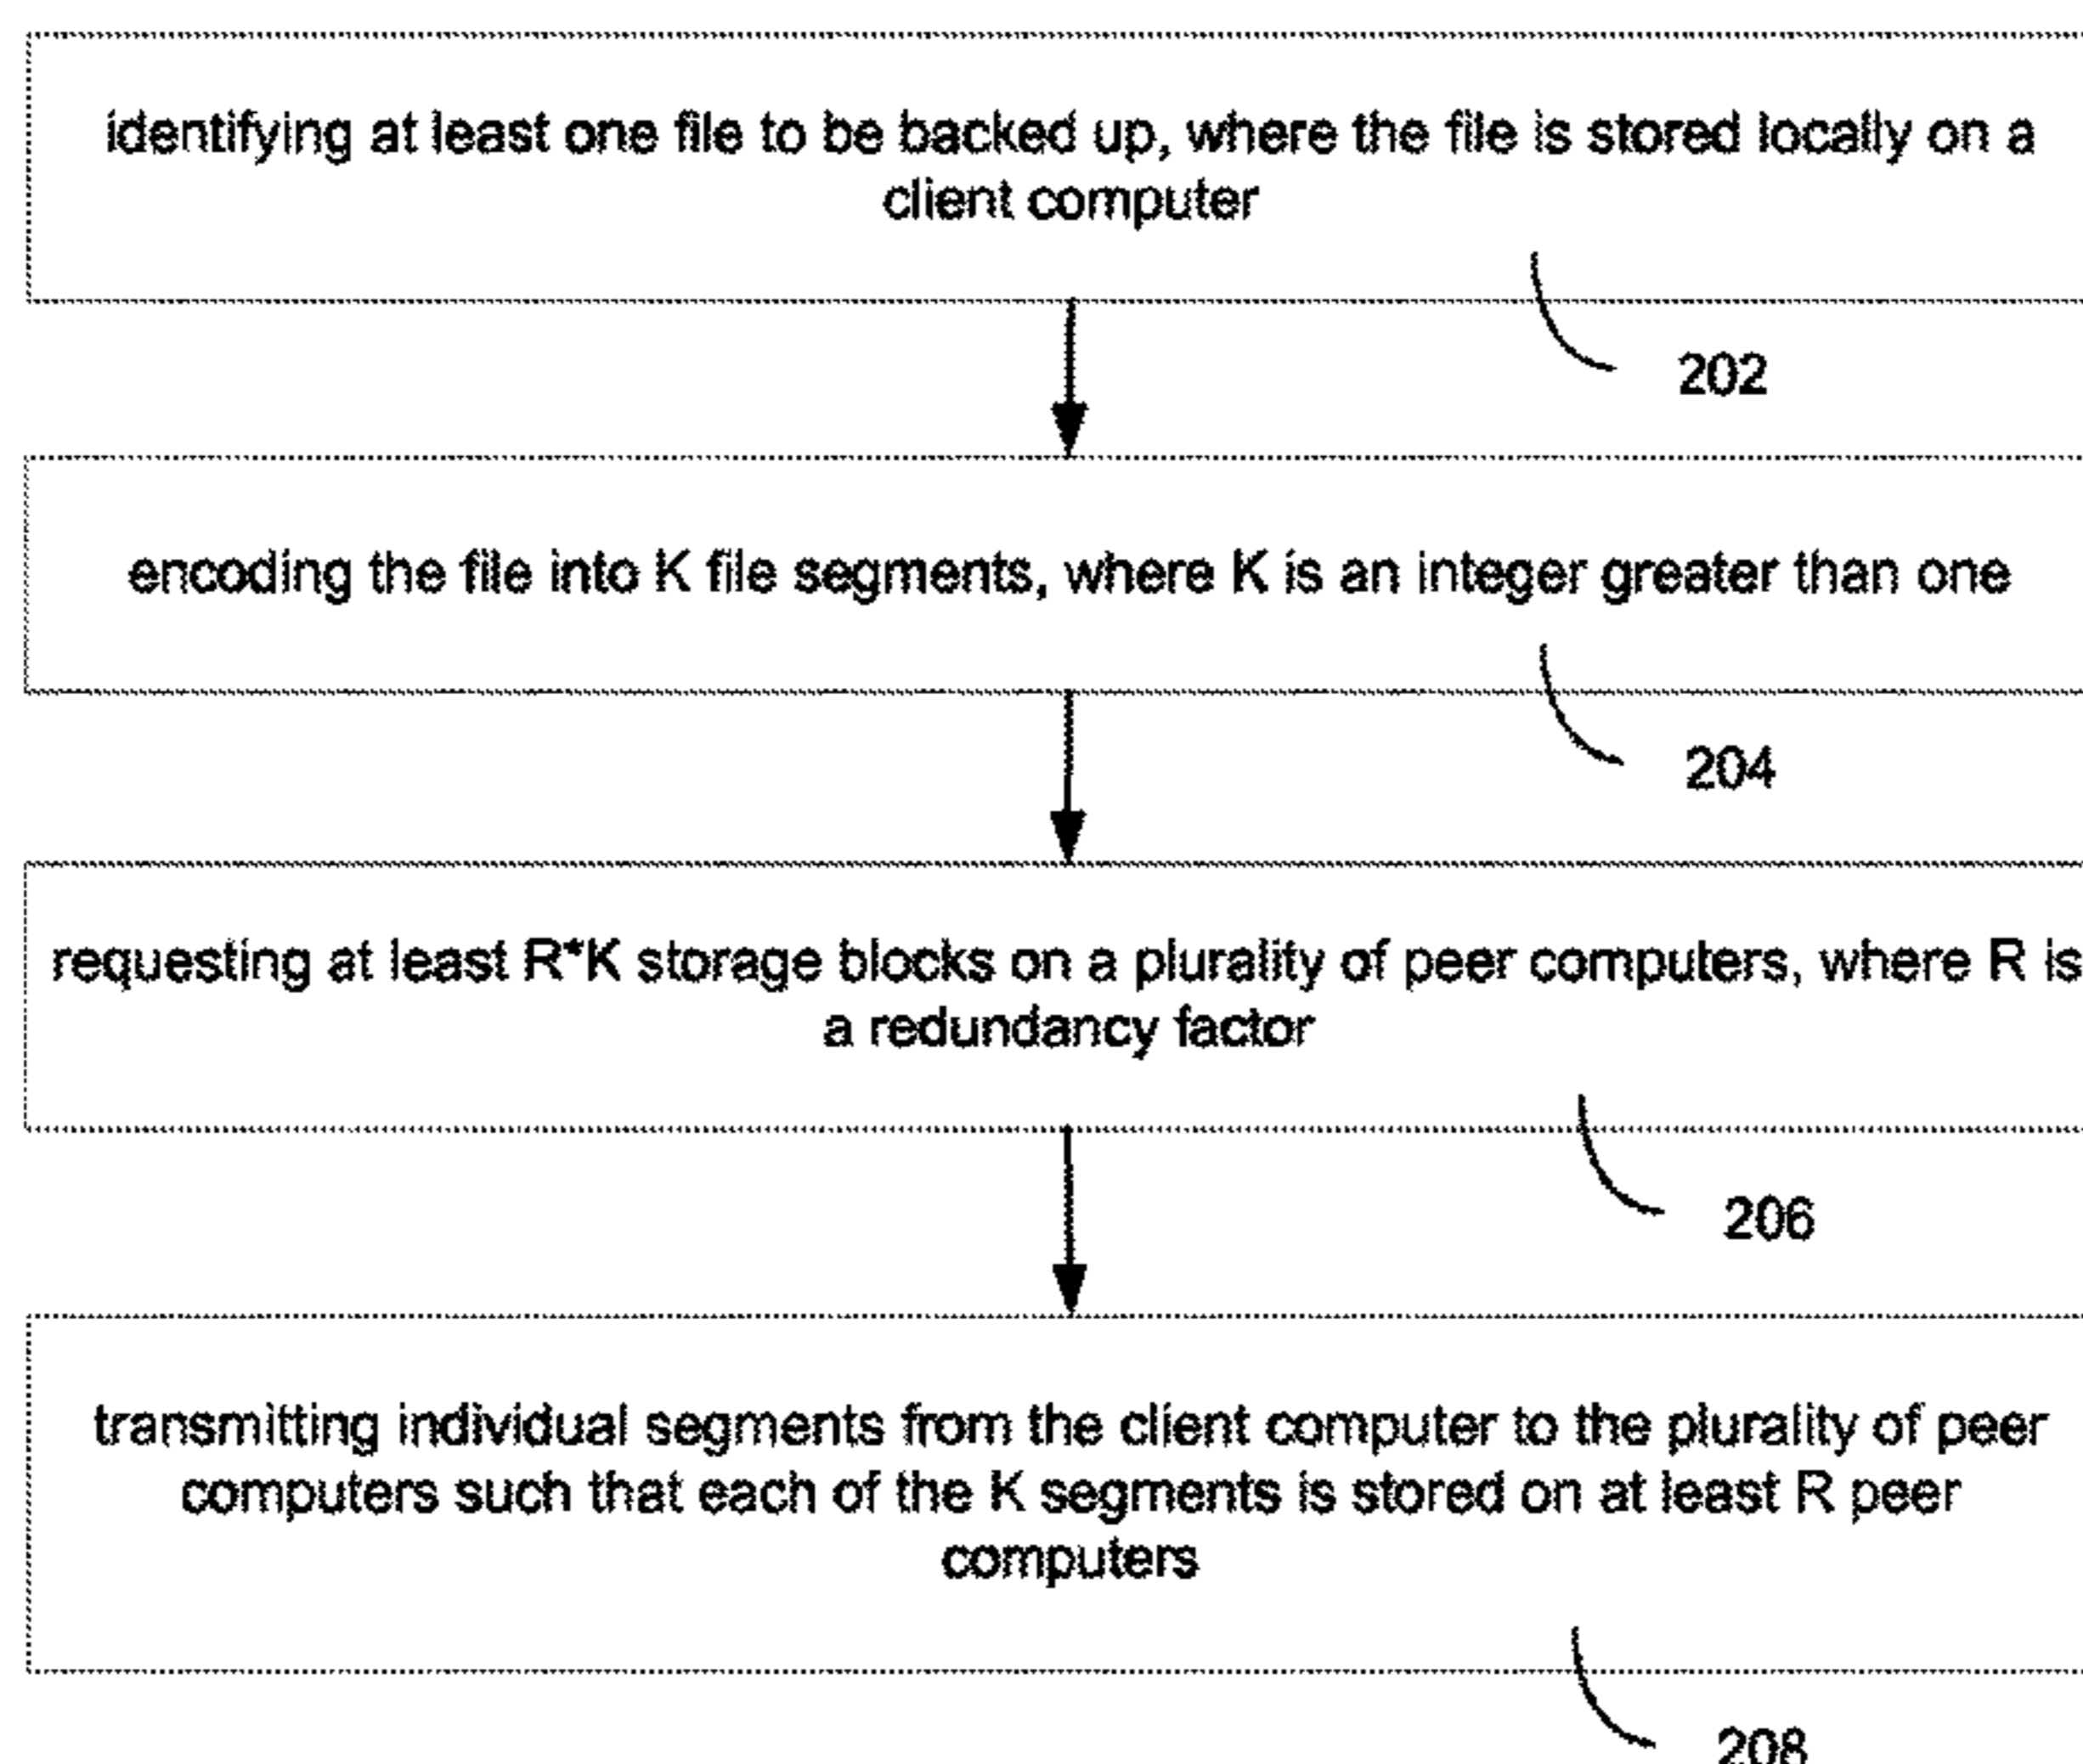 identifying at least one file to be backed up, where the file is stored locally on a
client computer
202
encoding the file into K file segments, where K is an integer greater than one
204
requesting at least R*K storage blocks on a plurality of peer computers, where R is
a redundancy factor
206
transmitting individual segments from the client computer to the plurality of peer
computers such that each of the K segments is stored on at least R peer
computers
208